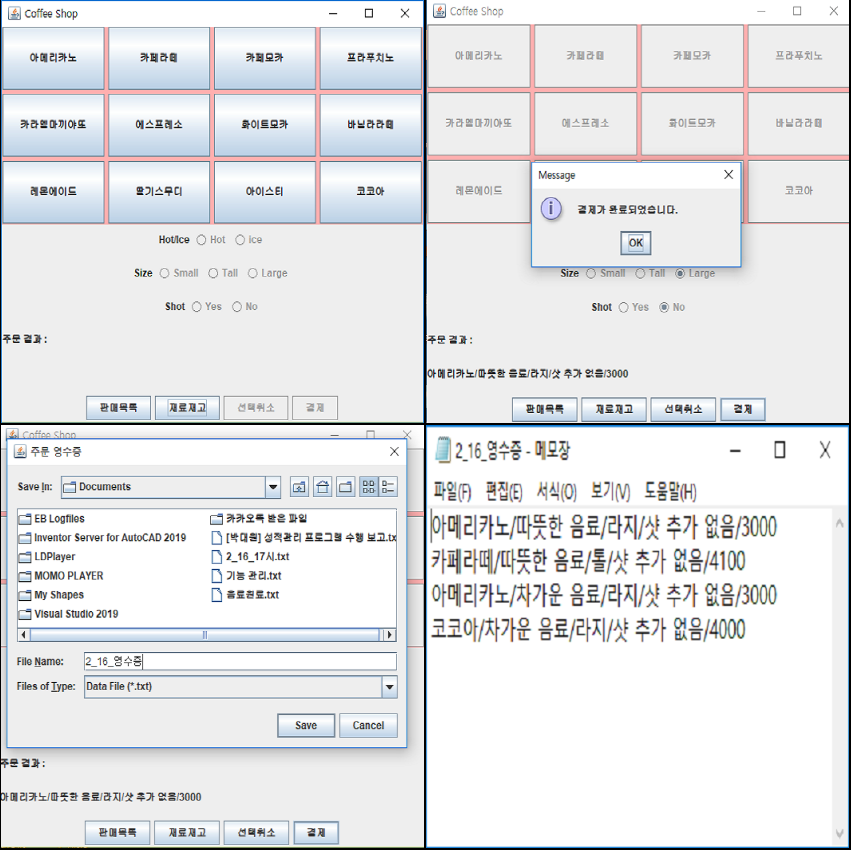 Coffee Shop
아메리카노 카페라떼 카페모카 프라푸치노
카라멜마끼아또 에스프레소 화이트모카 바닐라라떼
레몬에이드 딸기스무디 아이스티 코코아
Hot/Ice Hot Ice
Size Small Tall Large
Shot Yes No
주문 결과 :
판매목록 재료재고 선택취소 결제
Coffee Shop
아메리카노 카페라떼 카페모카 프라푸치노
카라멜마끼아또 에스프레소 화이트모카 바닐라라떼
레몬에이드 코코아
Message
결제가 완료되었습니다.
OK
Size Small Tall Large
Shot Yes No
주문 결과 :
아메리카노/따뜻한 음료/라지/샷 추가 없음/3000
판매목록 재료재고 선택취소 결제
Coffee Shop
주문 영수증
Save In: Documents
EB Logfiles 카카오톡 받은 파일
Inventor Server for AutoCAD 2019 [박대원]성적관리 프로그램 수행 보고.tx
LDPlayer 2_16_17시.txt
MOMO PLAYER 기능 관리.txt
My Shapes 음료완료.txt
Visual Studio 2019
File Name: 2_16_영수증
Files of Type: Data File (*.txt)
Save Cancel
주문 결과 :
아메리카노/따뜻한 음료/라지/샷 추가 없음/3000
판매목록 재료재고 선택취소 결제
2_16_영수증 - 메모장
파일(F) 편집(E) 서식(O) 보기(V) 도움말(H)
아메리카노/따뜻한 음료/라지/샷 추가 없음/3000
카페라떼/따뜻한 음료/톨/샷 추가 없음/4100
아메리카노/차가운 음료/라지/샷 추가 없음/3000
코코아/차가운 음료/라지/샷 추가 없음/4000